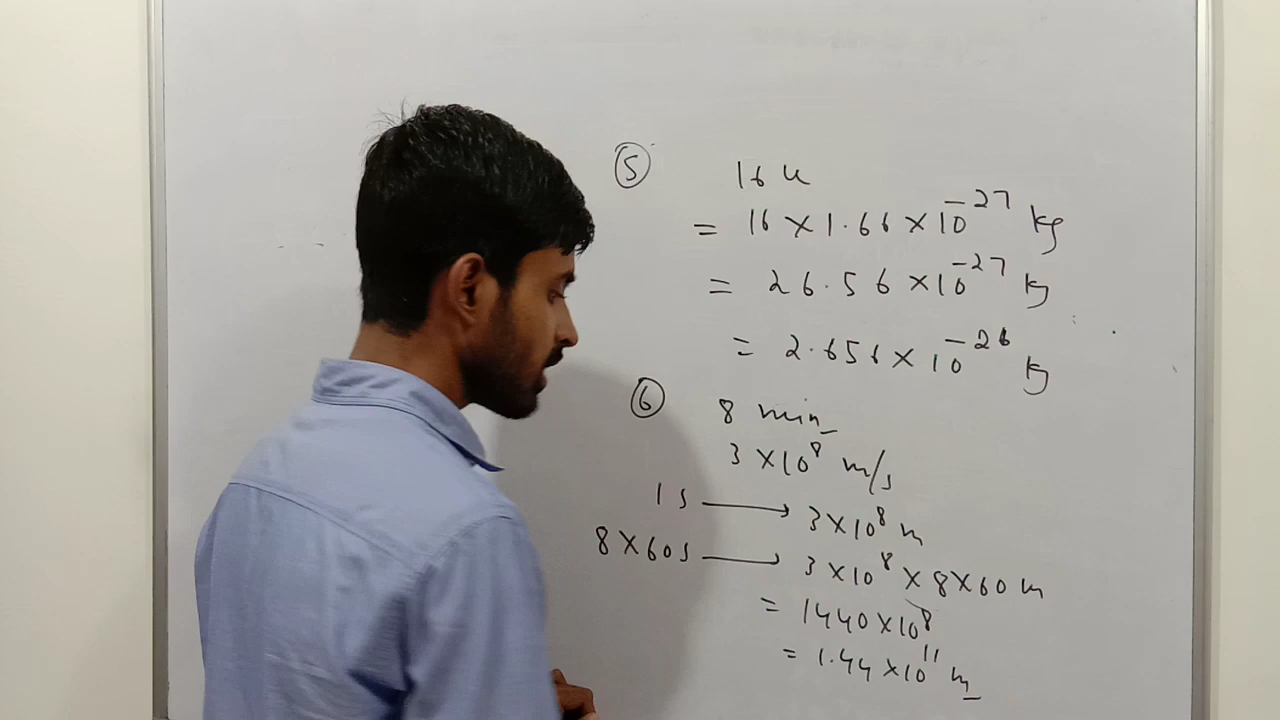 ⑤ 16 u
= 16 × 1.66 × 10⁻²⁷ kg
= 26.56 × 10⁻²⁷ kg
= 2.656 × 10⁻²⁶ kg
⑥ 8 min
3 × 10⁸ m/s
1 s → 3 × 10⁸ m
8 × 60 s → 3 × 10⁸ × 8 × 60 m
= 1440 × 10⁸
= 1.44 × 10¹¹ m